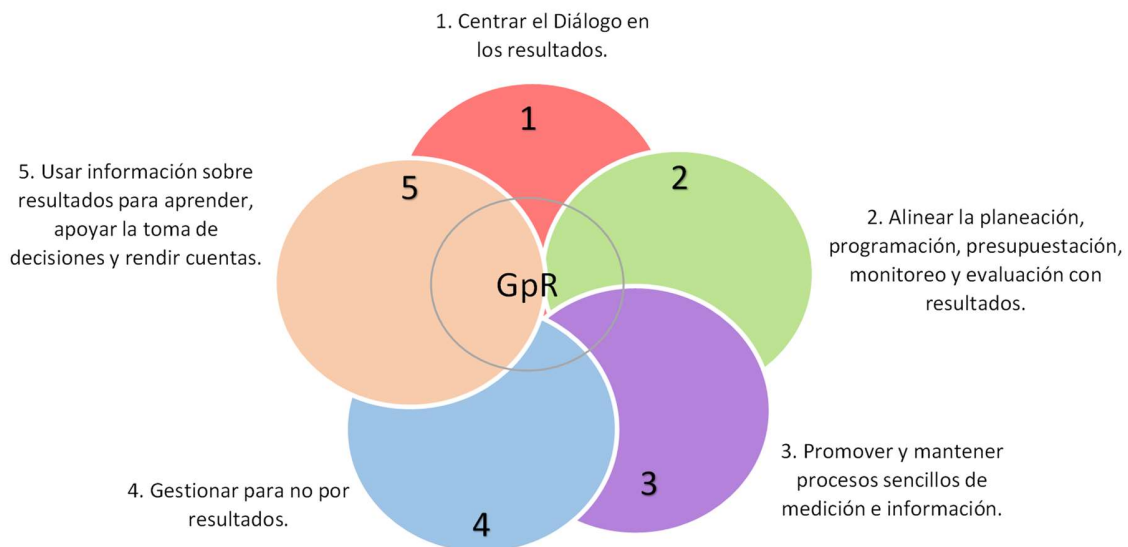 1. Centrar el Diálogo en
los resultados.
1
2
5
5. Usar información sobre
resultados para aprender,
apoyar la toma de
decisiones y rendir cuentas.
2. Alinear la planeación,
programación, presupuestación,
monitoreo y evaluación con
resultados.
GpR
3. Promover y mantener
procesos sencillos de
medición e información.
3
4. Gestionar para no por
resultados.
4